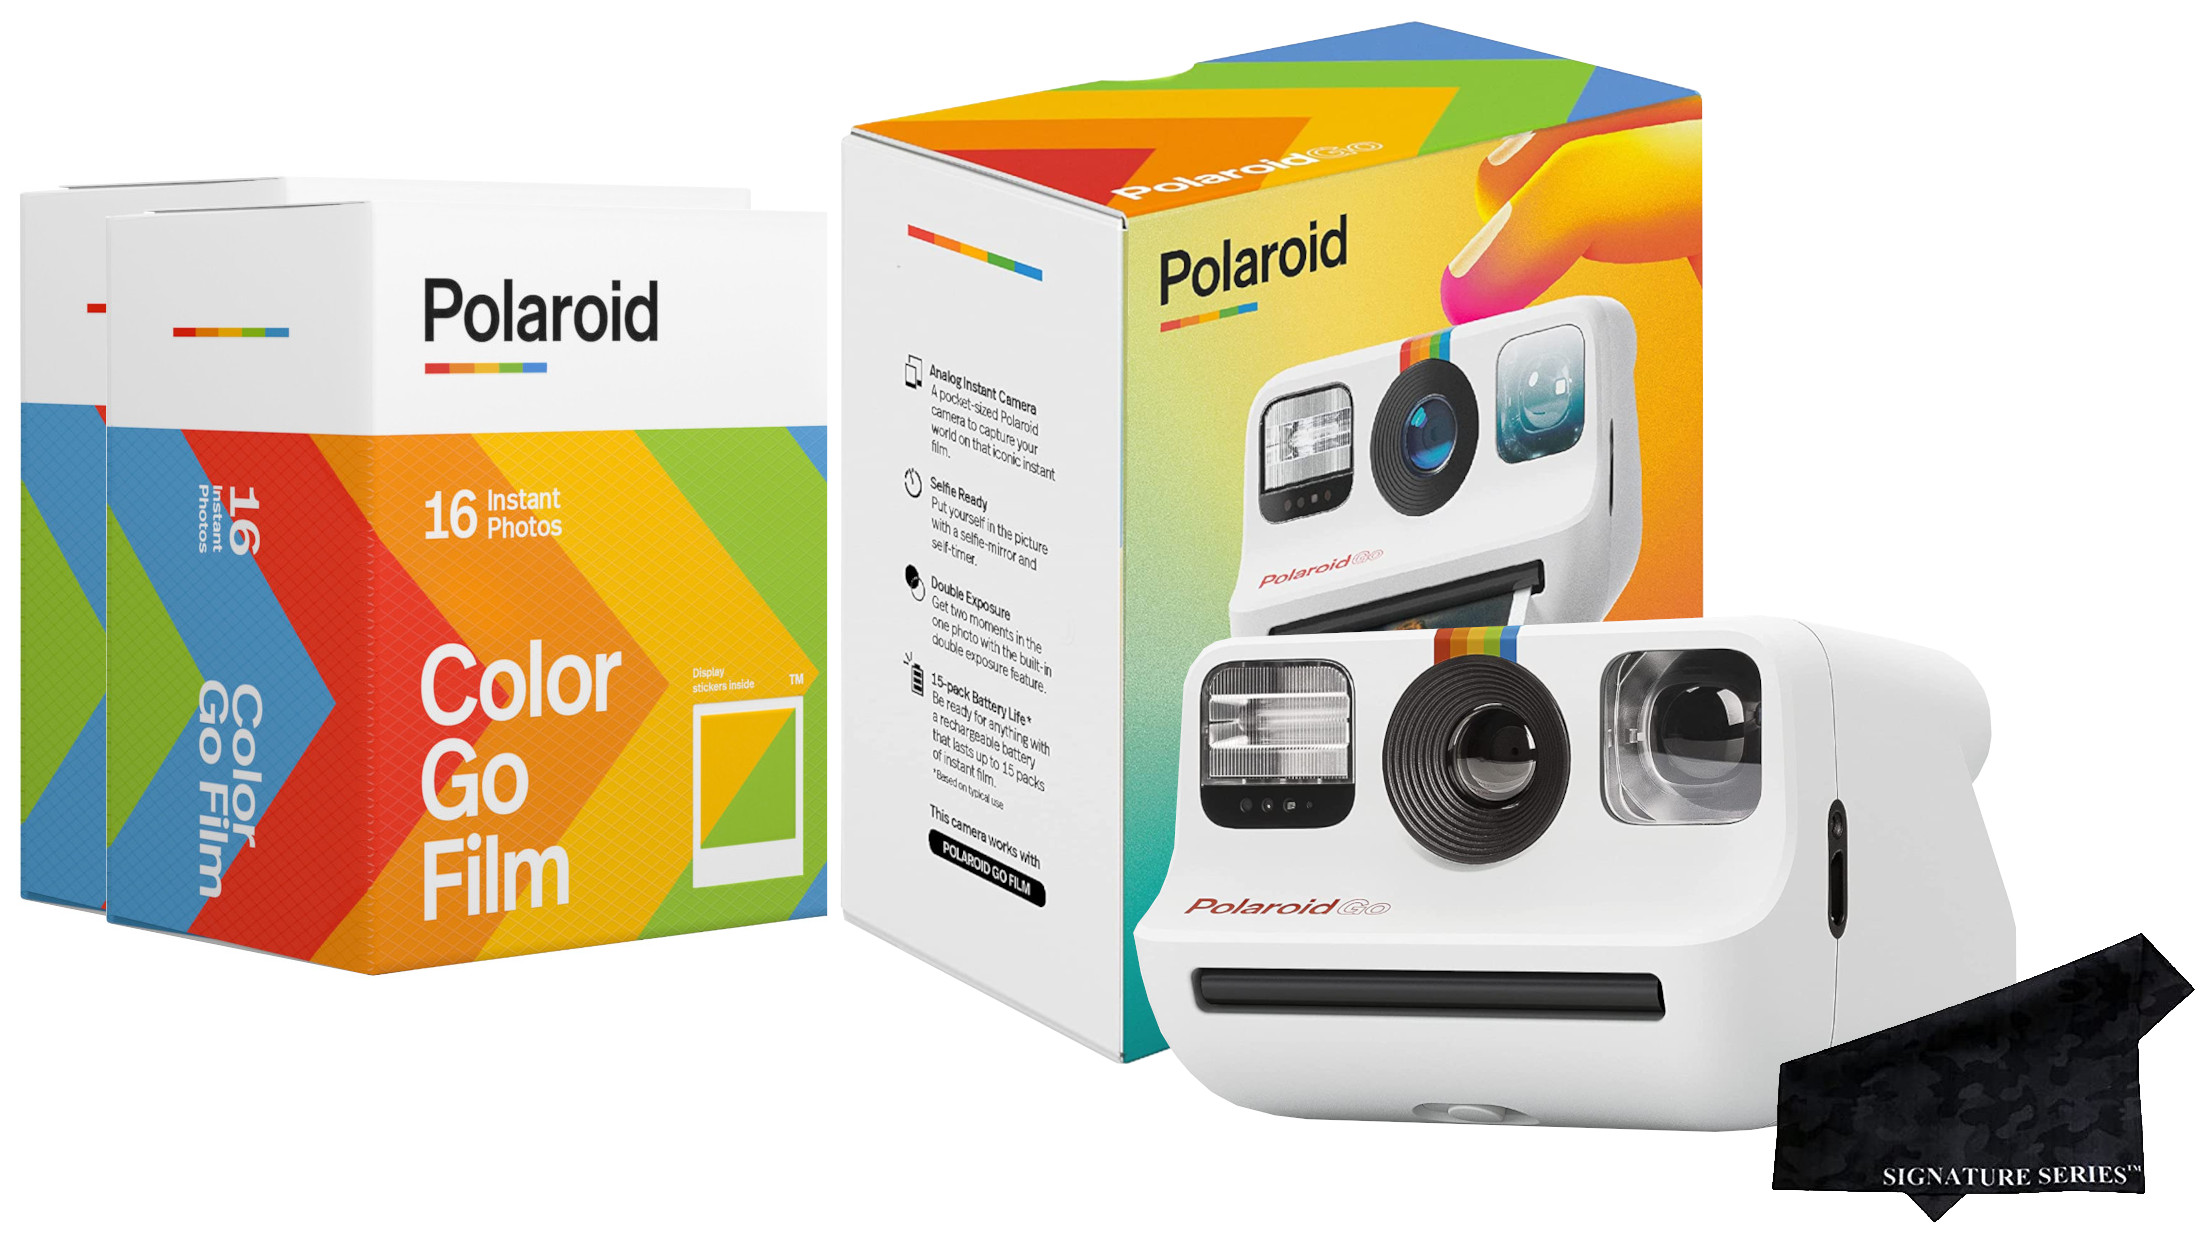 Polaroid
16 Instant
Photos
Color
Go
Film
Display
stickers inside
TM
16
Instant
Photos
Color
Go Film
Polaroid Go
Polaroid
Polaroid Go
Analog Instant Camera
A pocket-sized Polaroid
camera to capture your
world on that iconic instant
film.
Selfie Ready
Put yourself in the picture
with a selfie-mirror and
self-timer.
Double Exposure
Get two moments in the
one photo with the built-in
double exposure feature.
15-pack Battery Life*
Be ready for anything with
a rechargeable battery
that lasts up to 15 packs
of instant film.
*Based on typical use
This camera works with
POLAROID GO FILM
Polaroid Go
SIGNATURE SERIES™